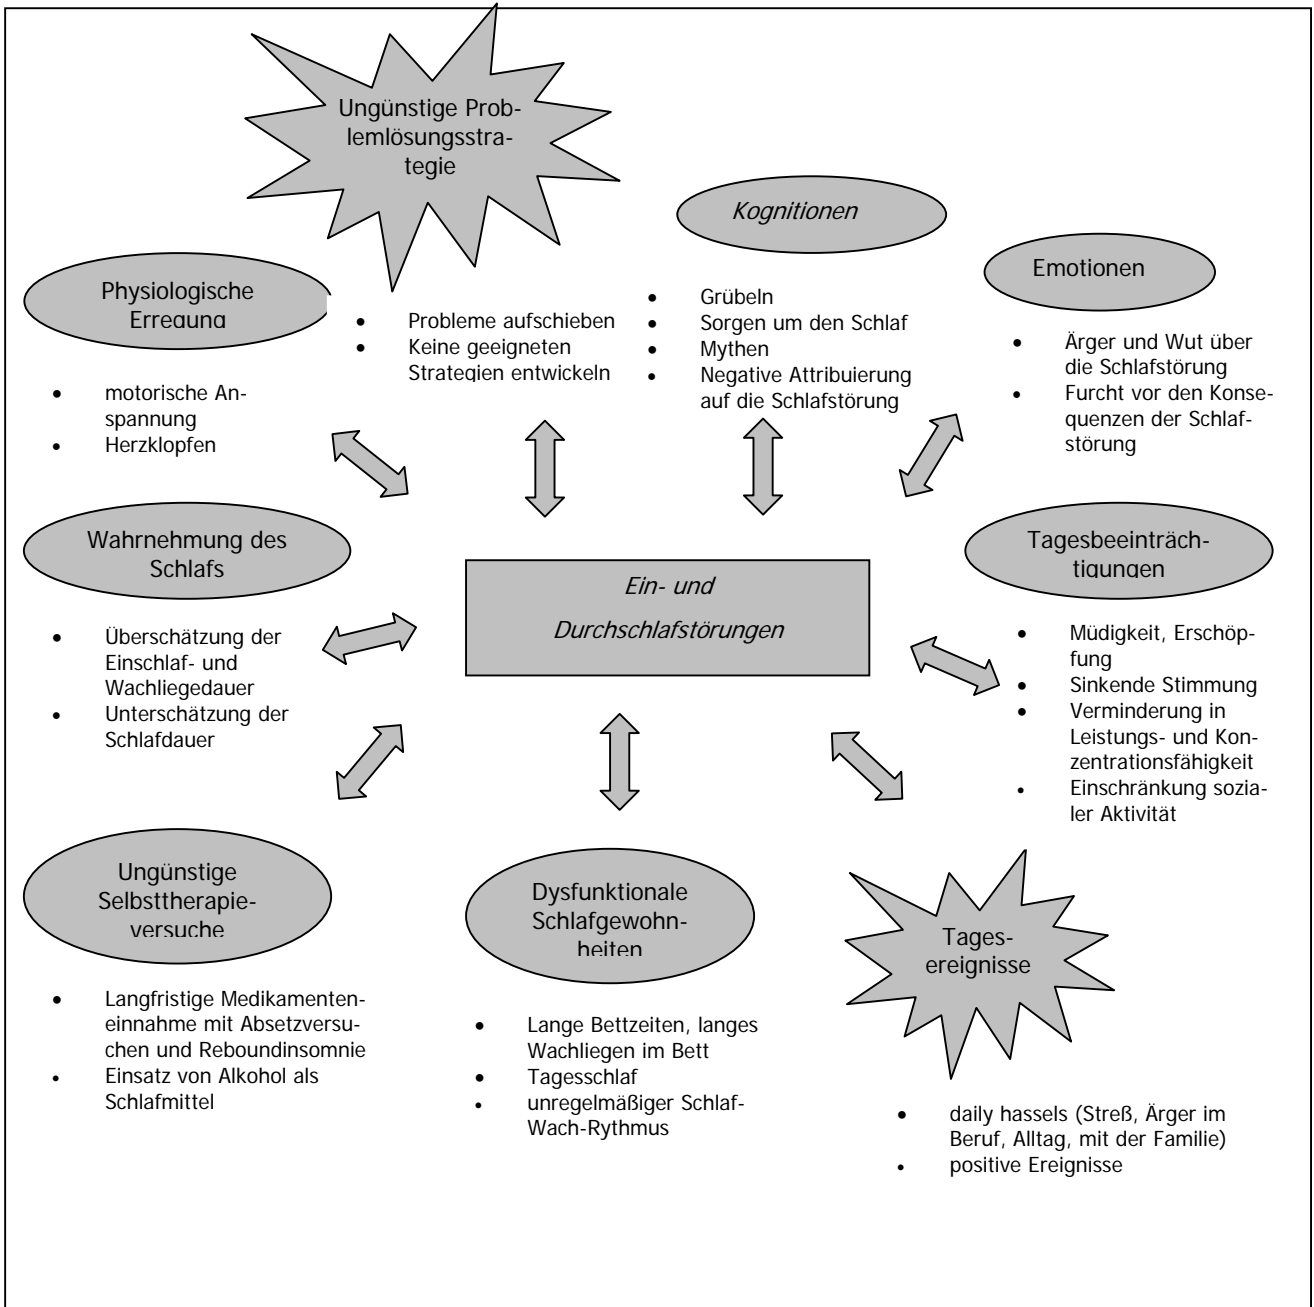 Ungünstige Prob-
lemlösungsstra-
tegie
Kognitionen
Emotionen
Physiologische
Erregung
• Probleme aufschieben
• Keine geeigneten
Strategien entwickeln
• Grübeln
• Sorgen um den Schlaf
• Mythen
• Negative Attribuierung
auf die Schlafstörung
• Ärger und Wut über
die Schlafstörung
• Furcht vor den Konse-
quenzen der Schlaf-
störung
• motorische An-
spannung
• Herzklopfen
Wahrnehmung des
Schlafs
Ein- und
Durchschlafstörungen
Tagesbeeinträch-
tigungen
• Überschätzung der
Einschlaf- und
Wachliegedauer
• Unterschätzung der
Schlafdauer
• Müdigkeit, Erschöp-
fung
• Sinkende Stimmung
• Verminderung in
Leistungs- und Kon-
zentrationsfähigkeit
• Einschränkung sozia-
ler Aktivität
Ungünstige
Selbsttherapie-
versuche
Dysfunktionale
Schlafgewohn-
heiten
Tages-
ereignisse
• Langfristige Medikamenten-
einnahme mit Absetzversu-
chen und Reboundinsomnie
• Einsatz von Alkohol als
Schlafmittel
• Lange Bettzeiten, langes
Wachliegen im Bett
• Tagesschlaf
• unregelmäßiger Schlaf-
Wach-Rythmus
• daily hassels (Streß, Ärger im
Beruf, Alltag, mit der Familie)
• positive Ereignisse